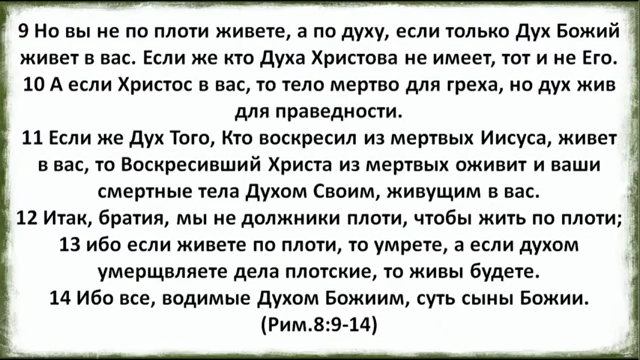 9 Но вы не по плоти живете, а по духу, если только Дух Божий
живет в вас. Если же кто Духа Христова не имеет, тот и не Его.
10 А если Христос в вас, то тело мертво для греха, но дух жив
для праведности.
11 Если же Дух Того, Кто воскресил из мертвых Иисуса, живет
в вас, то Воскресивший Христа из мертвых оживит и ваши
смертные тела Духом Своим, живущим в вас.
12 Итак, братия, мы не должники плоти, чтобы жить по плоти;
13 ибо если живете по плоти, то умрете, а если духом
умерщвляете дела плотские, то живы будете.
14 Ибо все, водимые Духом Божиим, суть сыны Божии.
(Рим.8:9-14)